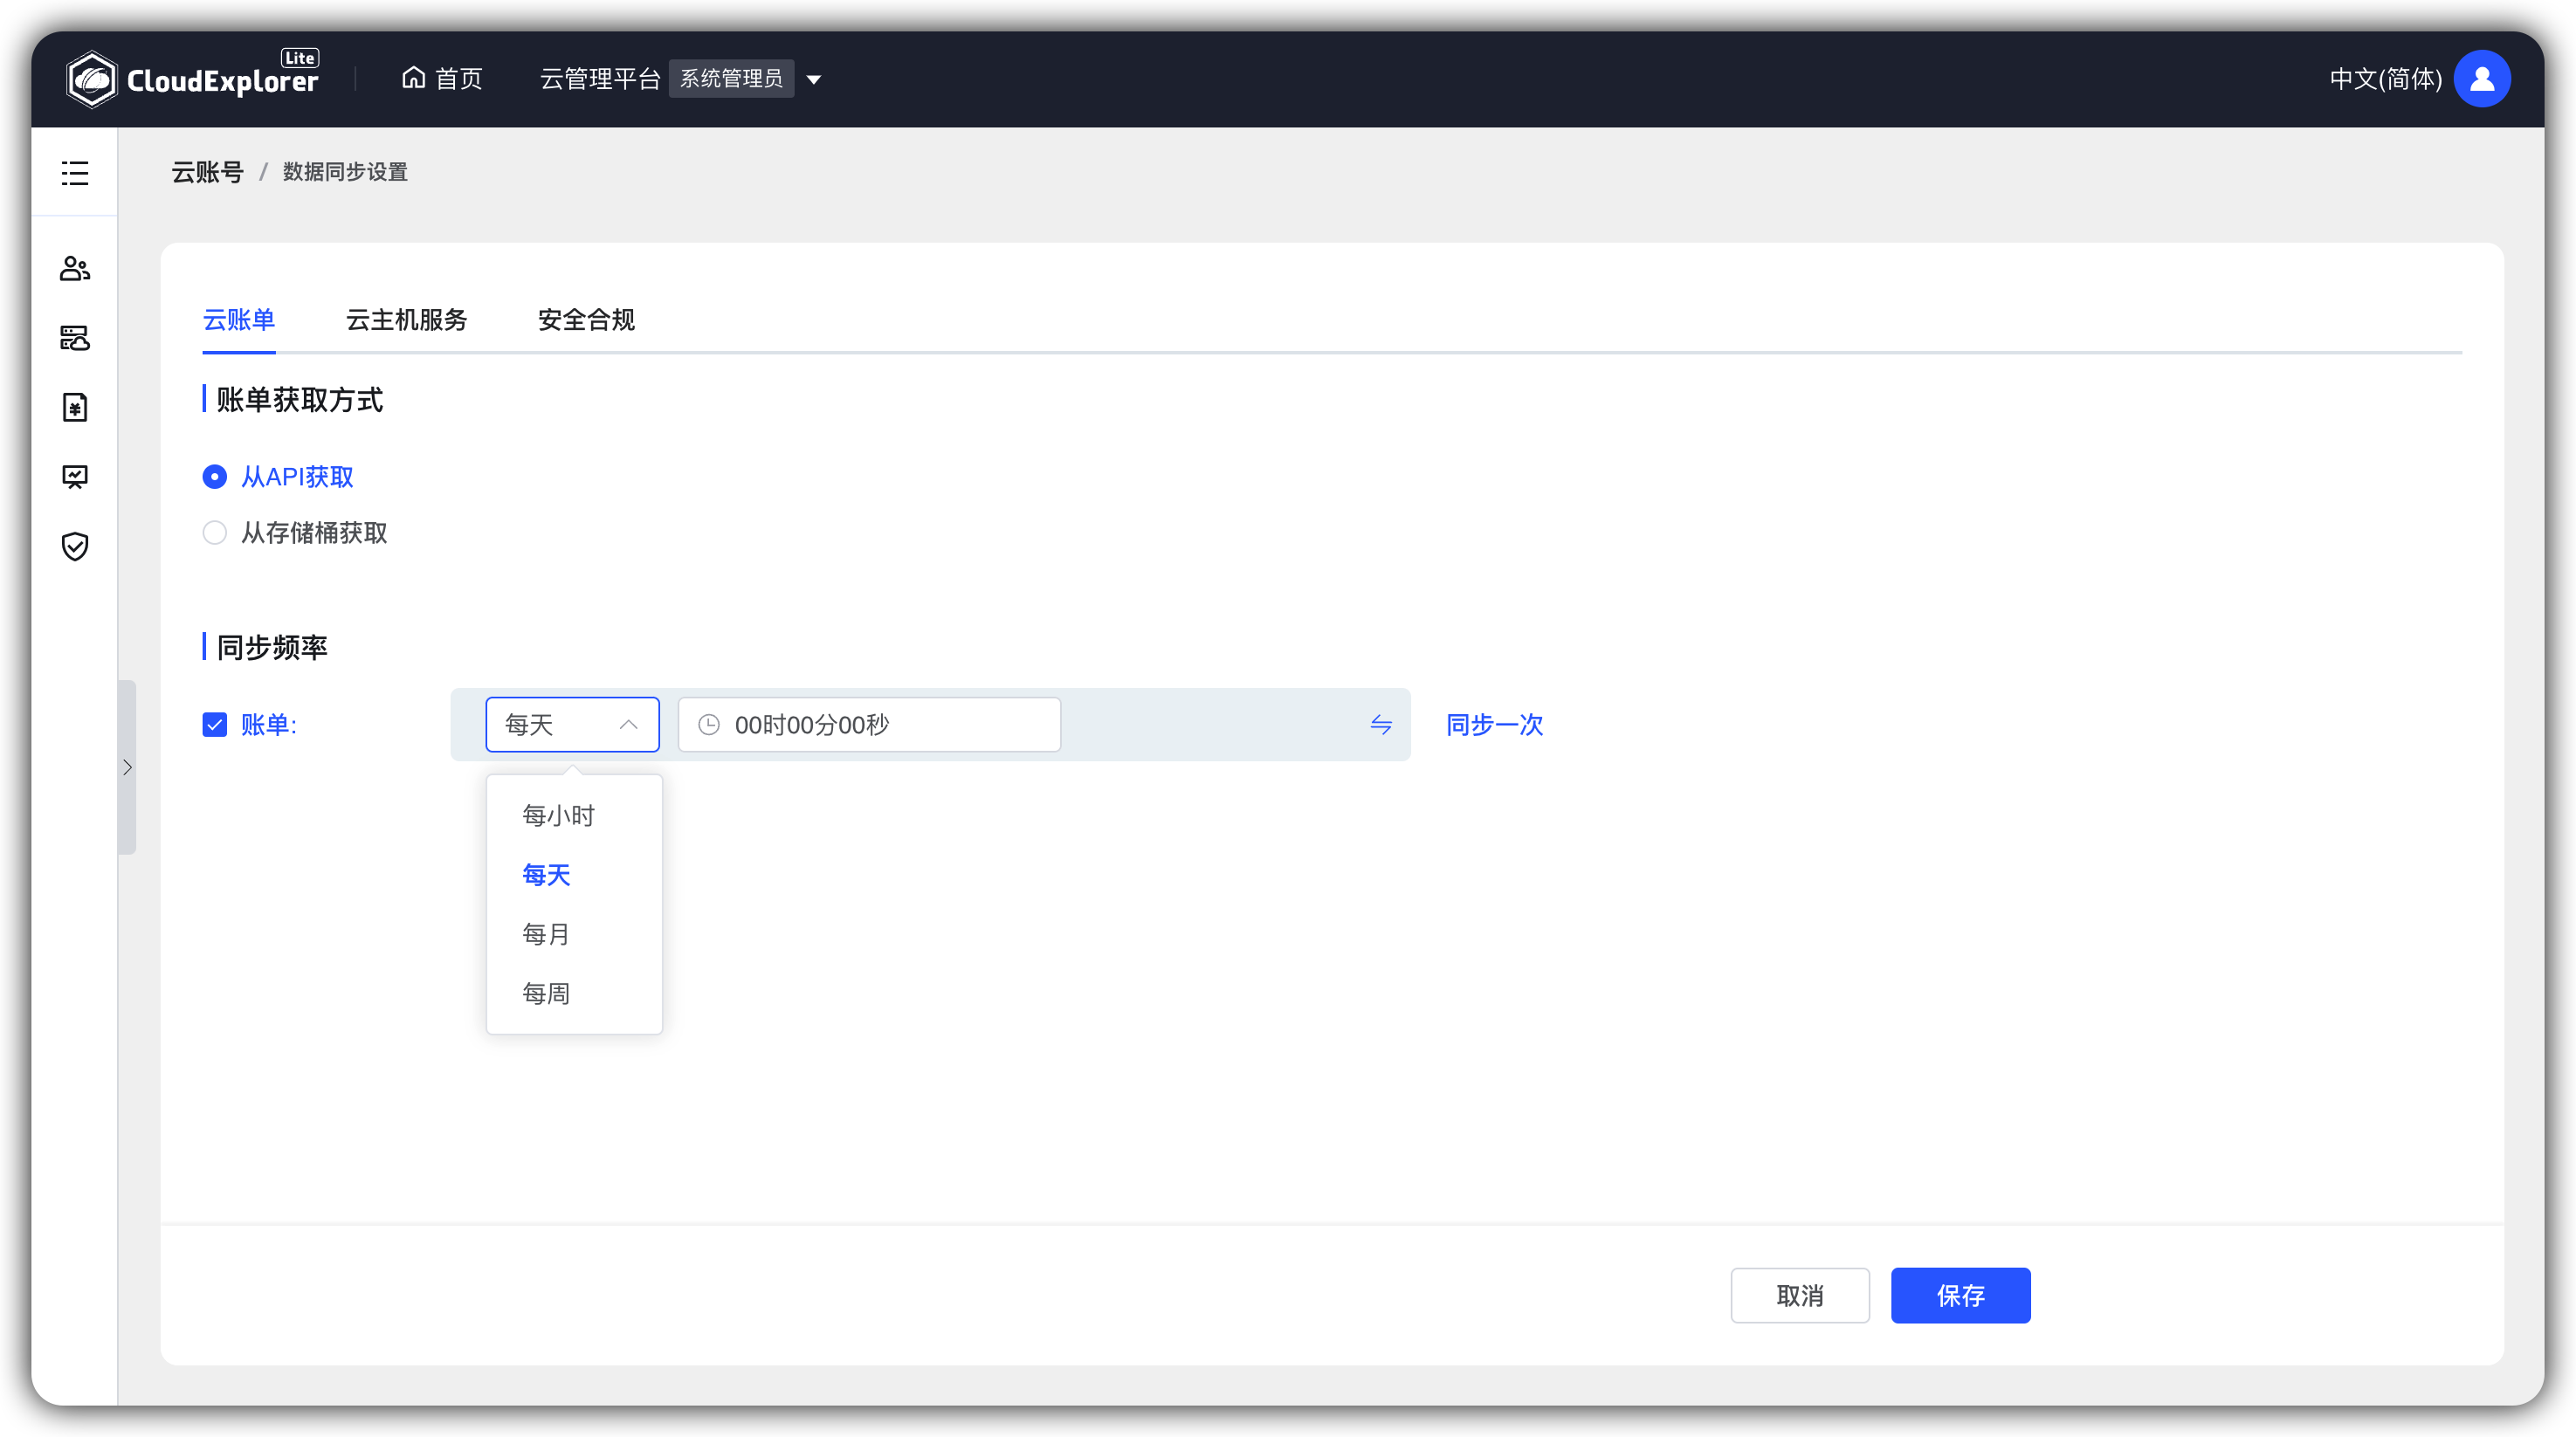 CloudExplorer Lite 首页 云管理平台 系统管理员 中文(简体)
云账号 / 数据同步设置
云账单 云主机服务 安全合规
账单获取方式
从API获取
从存储桶获取
同步频率
账单: 每天 00时00分00秒 同步一次
每小时
每天
每月
每周
取消 保存